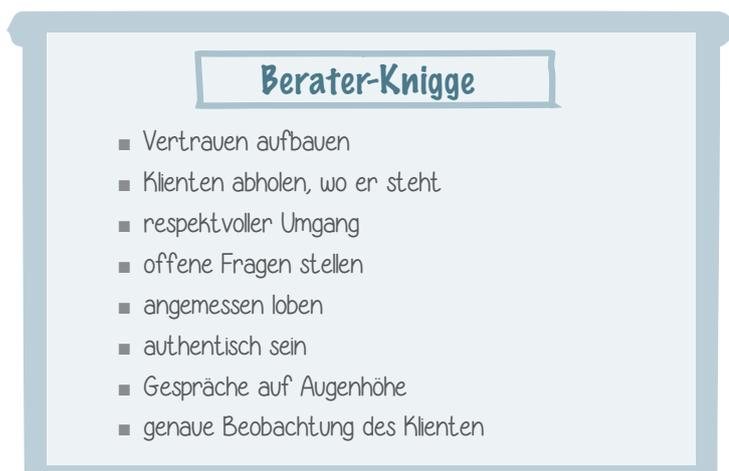 Berater-Knigge
■ Vertrauen aufbauen
■ Klienten abholen, wo er steht
■ respektvoller Umgang
■ offene Fragen stellen
■ angemessen loben
■ authentisch sein
■ Gespräche auf Augenhöhe
■ genaue Beobachtung des Klienten